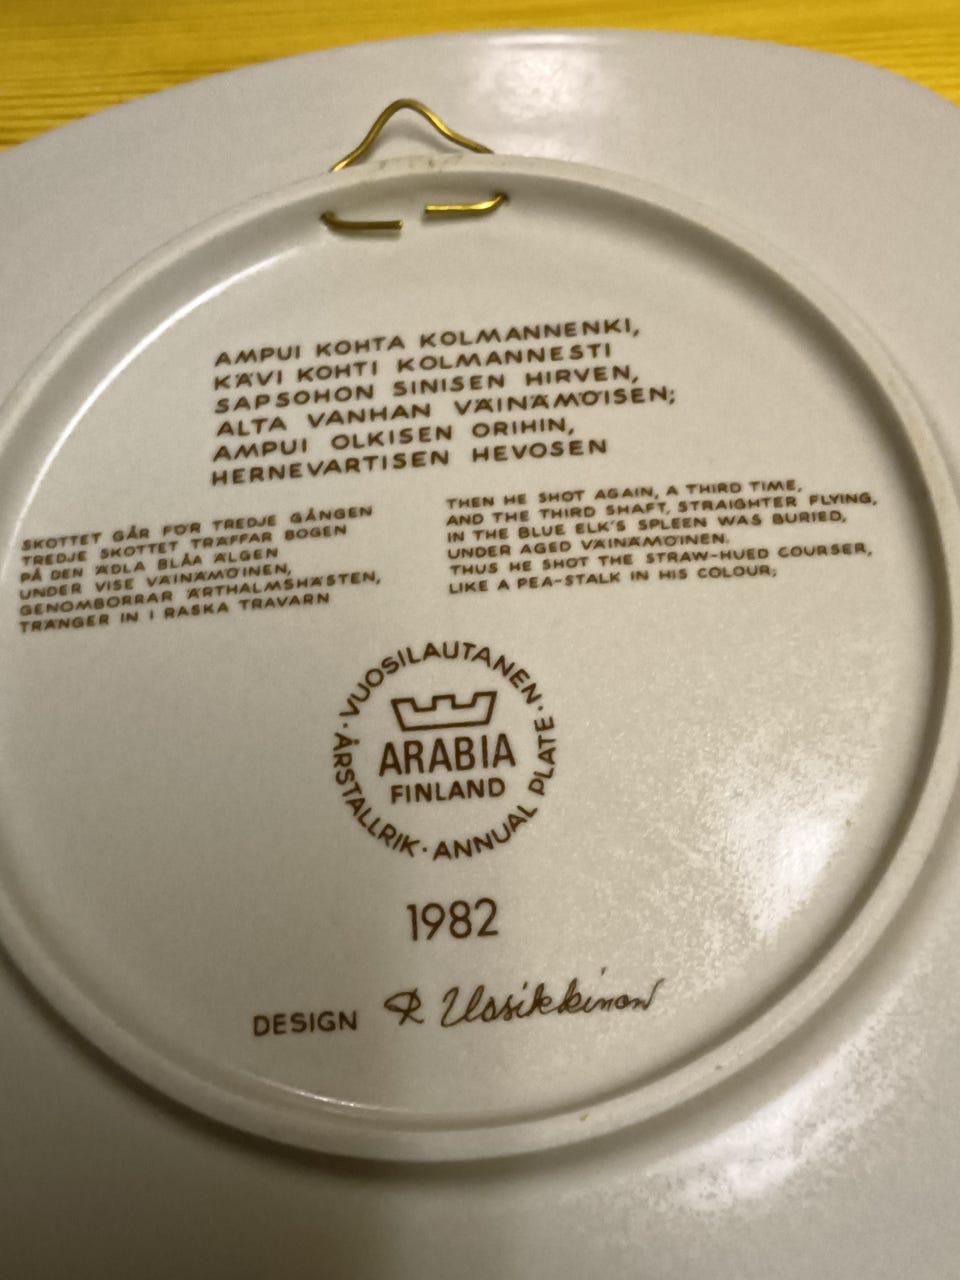 AMPUI KOHTA KOLMANNENKI,
KÄVI KOHTI KOLMANNESTI
SAPSOHON SINISEN HIRVEN,
ALTA VANHAN VÄINÄMÖISEN;
AMPUI OLKISEN ORIHIN,
HERNEVARTISEN HEVOSEN
SKOTTET GÅR FÖR TREDJE GÅNGEN
TREDJE SKOTTET TRÄFFAR BOGEN
PÅ DEN ÄDLA BLÅA ÄLGEN
UNDER VISE VÄINÄMÖINEN,
GENOMBORRAR ÄRTHALMSHÄSTEN,
TRÄNGER IN I RASKA TRAVARN
THEN HE SHOT AGAIN, A THIRD TIME,
AND THE THIRD SHAFT, STRAIGHTER FLYING,
IN THE BLUE ELK'S SPLEEN WAS BURIED,
UNDER AGED VÄINÄMÖINEN.
THUS HE SHOT THE STRAW-HUED COURSER,
LIKE A PEA-STALK IN HIS COLOUR;
· VUOSILAUTANEN ·
ARABIA
FINLAND
ÅRSTALLRIK · ANNUAL PLATE
1982
DESIGN R Uosikkinen